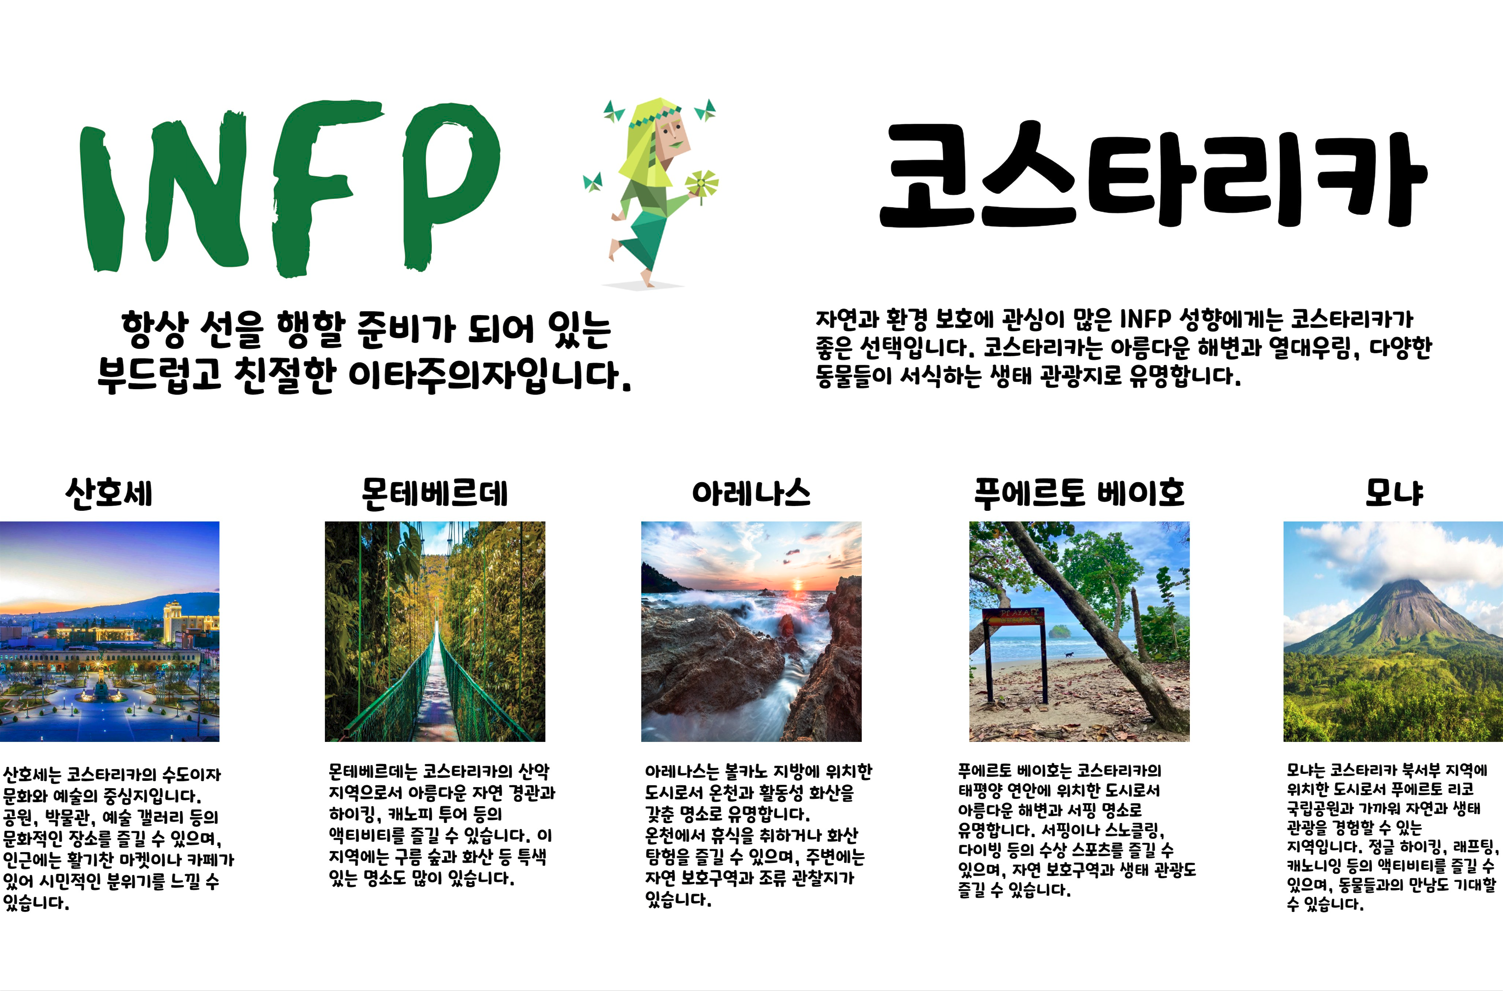 INFP
코스타리카
항상 선을 행할 준비가 되어 있는
부드럽고 친절한 이타주의자입니다.
자연과 환경 보호에 관심이 많은 INFP 성향에게는 코스타리카가
좋은 선택입니다. 코스타리카는 아름다운 해변과 열대우림, 다양한
동물들이 서식하는 생태 관광지로 유명합니다.
산호세
산호세는 코스타리카의 수도이자
문화와 예술의 중심지입니다.
공원, 박물관, 예술 갤러리 등의
문화적인 장소를 즐길 수 있으며,
인근에는 활기찬 마켓이나 카페가
있어 시민적인 분위기를 느낄 수
있습니다.
몬테베르데
몬테베르데는 코스타리카의 산악
지역으로서 아름다운 자연 경관과
하이킹, 캐노피 투어 등의
액티비티를 즐길 수 있습니다. 이
지역에는 구름 숲과 화산 등 특색
있는 명소도 많이 있습니다.
아레나스
아레나스는 볼카노 지방에 위치한
도시로서 온천과 활동성 화산을
갖춘 명소로 유명합니다.
온천에서 휴식을 취하거나 화산
탐험을 즐길 수 있으며, 주변에는
자연 보호구역과 조류 관찰지가
있습니다.
푸에르토 베이호
푸에르토 베이호는 코스타리카의
태평양 연안에 위치한 도시로서
아름다운 해변과 서핑 명소로
유명합니다. 서핑이나 스노클링,
다이빙 등의 수상 스포츠를 즐길 수
있으며, 자연 보호구역과 생태 관광도
즐길 수 있습니다.
모냐
모냐는 코스타리카 북서부 지역에
위치한 도시로서 푸에르토 리코
국립공원과 가까워 자연과 생태
관광을 경험할 수 있는
지역입니다. 정글 하이킹, 래프팅,
캐노니잉 등의 액티비티를 즐길 수
있으며, 동물들과의 만남도 기대할
수 있습니다.